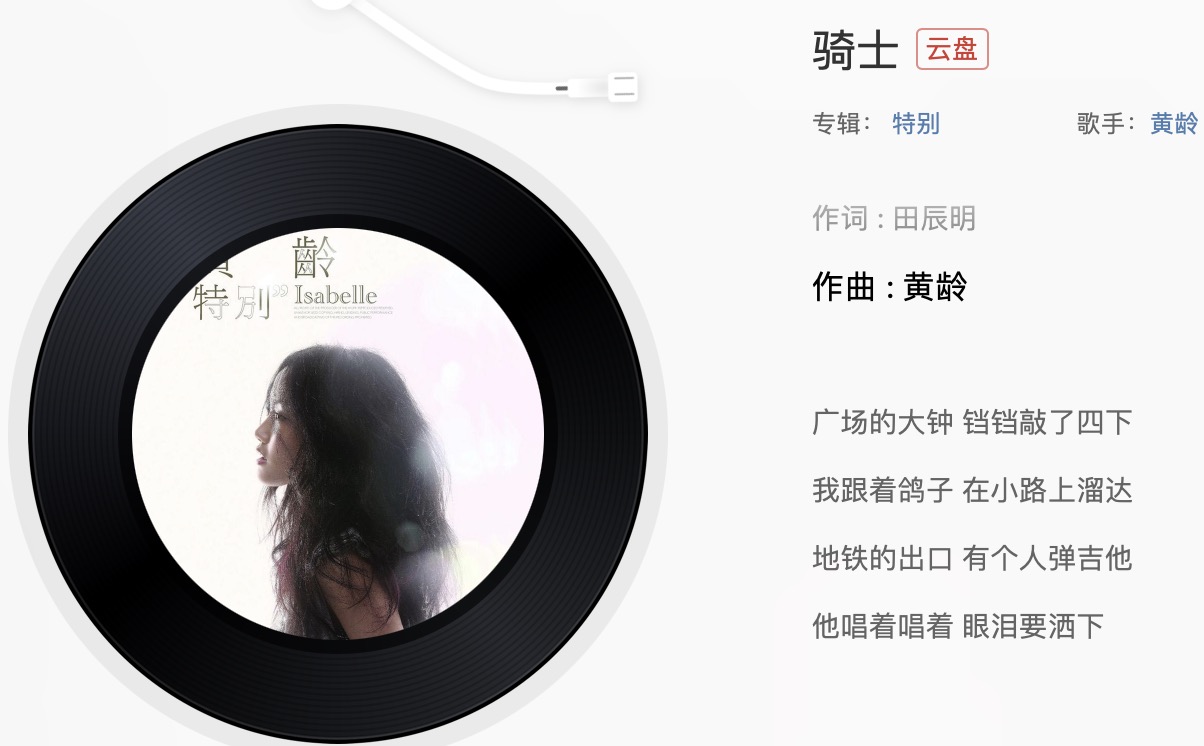 骑士 云盘
专辑： 特别 歌手： 黄龄
作词 : 田辰明
作曲 : 黄龄
广场的大钟 铛铛敲了四下
我跟着鸽子 在小路上溜达
地铁的出口 有个人弹吉他
他唱着唱着 眼泪要洒下
齡
特别” Isabelle